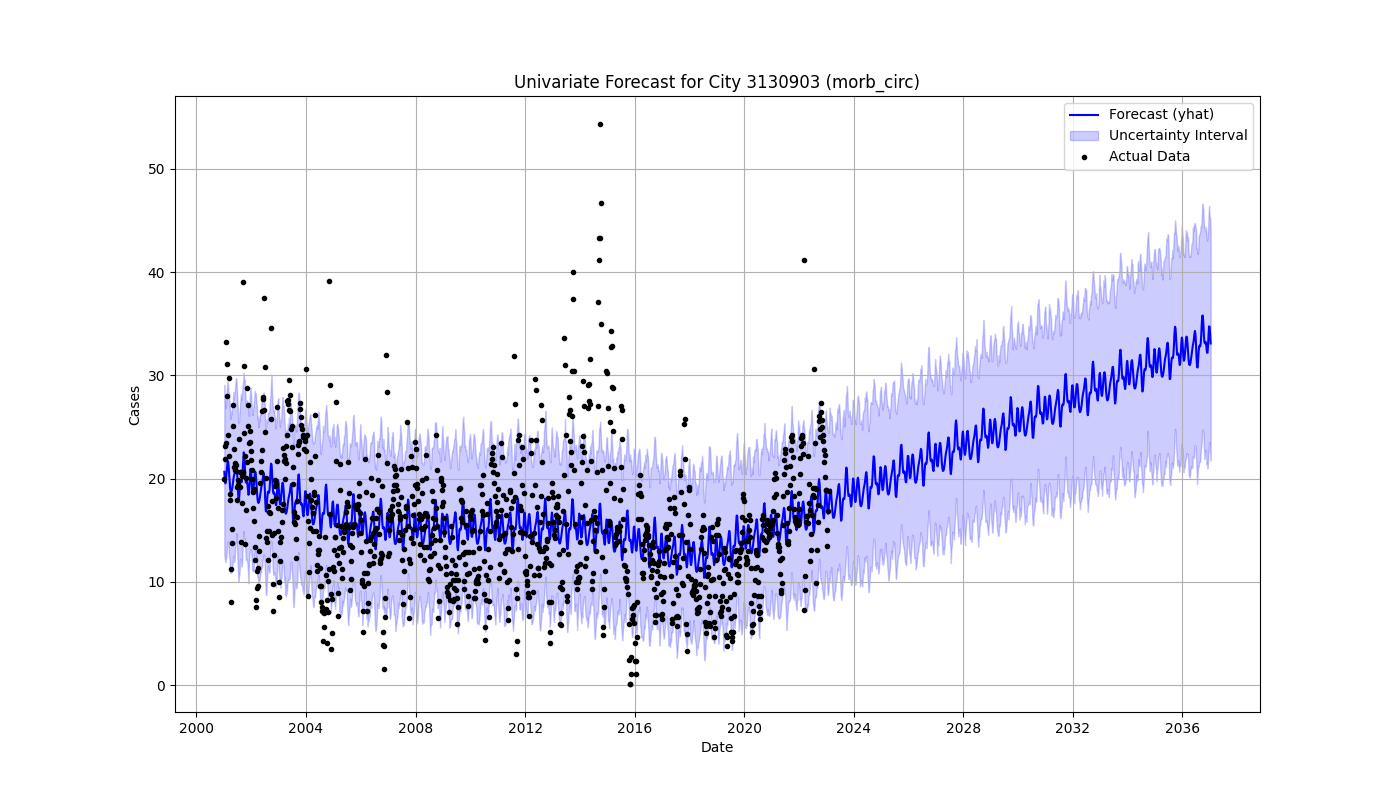 Univariate Forecast for City 3130903 (morb_circ)
Forecast (yhat)
Uncertainty Interval
Actual Data
Cases
50
40
30
20
10
0
2000 2004 2008 2012 2016 2020 2024 2028 2032 2036
Date